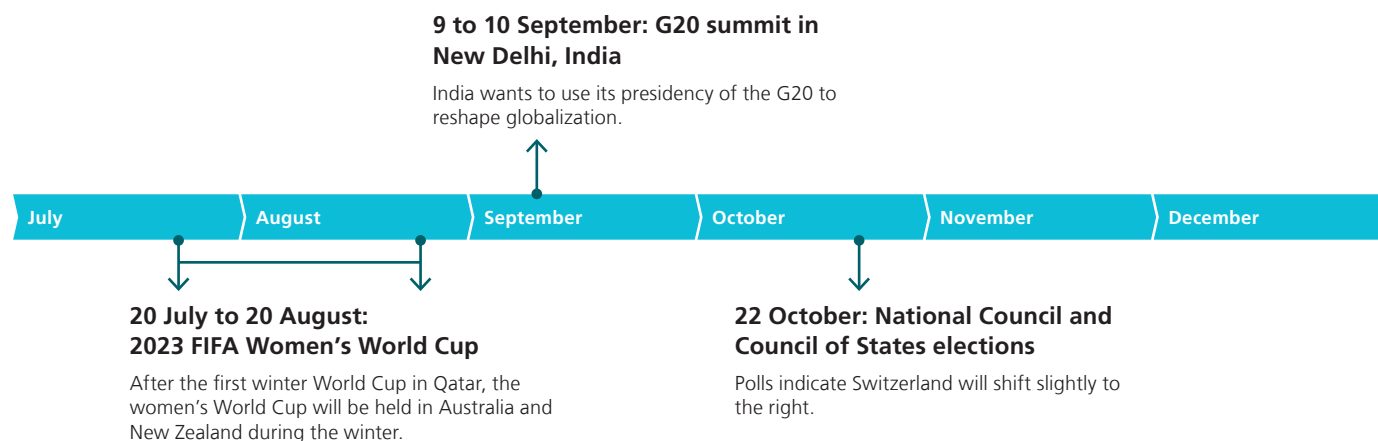 9 to 10 September: G20 summit in
New Delhi, India
India wants to use its presidency of the G20 to
reshape globalization.
July
August
September
October
November
December
20 July to 20 August:
2023 FIFA Women’s World Cup
After the first winter World Cup in Qatar, the
women’s World Cup will be held in Australia and
New Zealand during the winter.
22 October: National Council and
Council of States elections
Polls indicate Switzerland will shift slightly to
the right.